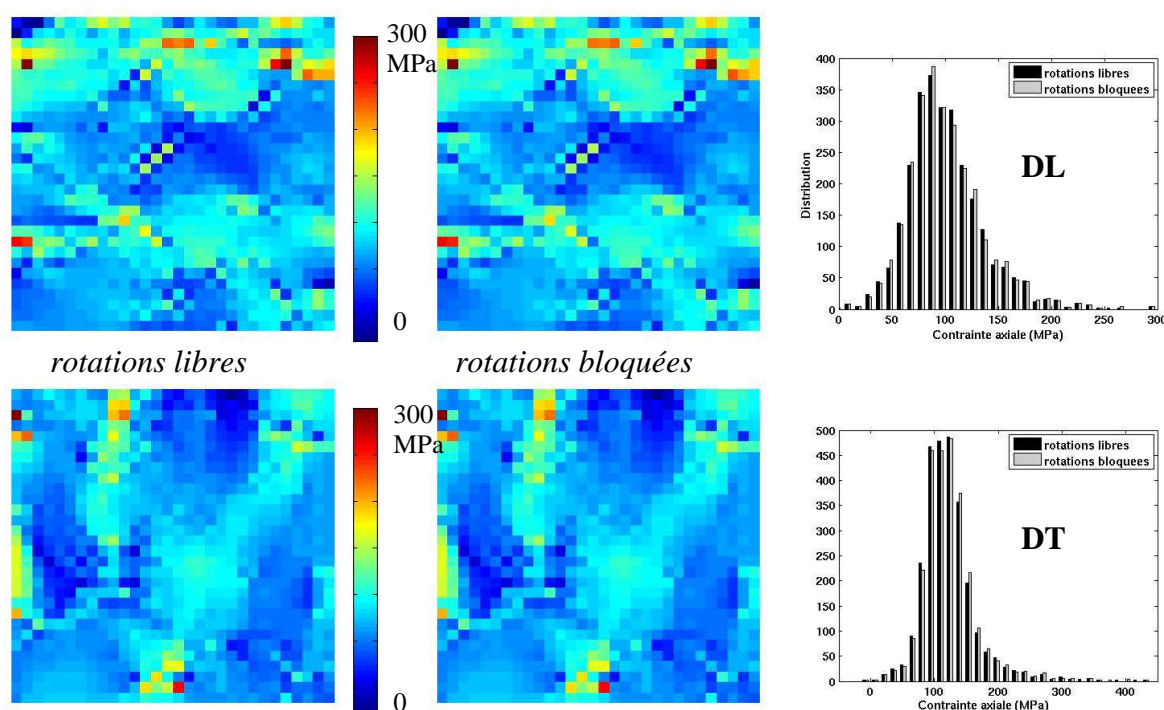 300
MPa
0
400
350
300
250
200
150
100
50
0
Distribution
rotations libres
rotations bloquees
DL
0
50
100
150
200
250
300
Contrainte axiale (MPa)
rotations libres
rotations bloquées
300
MPa
0
500
450
400
350
300
250
200
150
100
50
0
rotations libres
rotations bloquees
DT
0
100
200
300
400
Contrainte axiale (MPa)